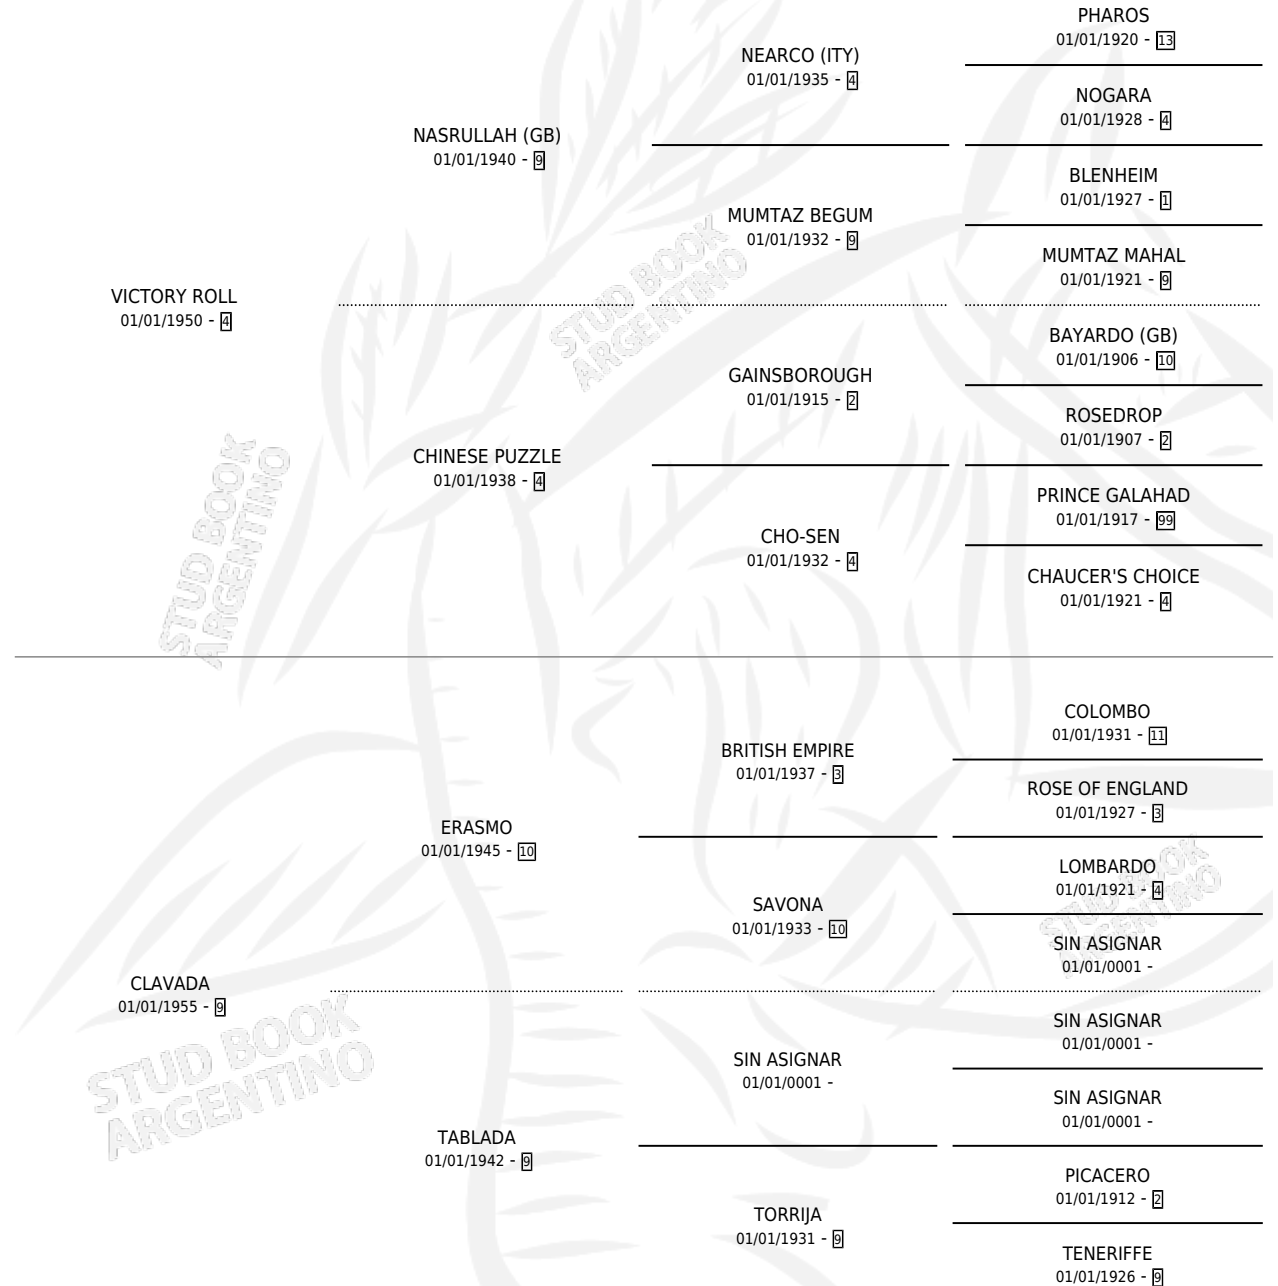 PHAROS
01/01/1920 - 13
NEARCO (ITY)
01/01/1935 - 4
NOGARA
01/01/1928 - 4
NASRULLAH (GB)
01/01/1940 - 9
BLENHEIM
01/01/1927 - 1
MUMTAZ BEGUM
01/01/1932 - 9
MUMTAZ MAHAL
01/01/1921 - 9
VICTORY ROLL
01/01/1950 - 4
STUD BOOK
ARGENTINO
BAYARDO (GB)
01/01/1906 - 10
GAINSBOROUGH
01/01/1915 - 2
ROSEDROP
01/01/1907 - 2
CHINESE PUZZLE
01/01/1938 - 4
STUD BOOK
ARGENTINO
PRINCE GALAHAD
01/01/1917 - 99
CHO-SEN
01/01/1932 - 4
CHAUCER'S CHOICE
01/01/1921 - 4
COLOMBO
01/01/1931 - 11
BRITISH EMPIRE
01/01/1937 - 3
ROSE OF ENGLAND
01/01/1927 - 3
ERASMO
01/01/1945 - 10
LOMBARDO
01/01/1921 - 4
SAVONA
01/01/1933 - 10
STUD BOOK
ARGENTINO
SIN ASIGNAR
01/01/0001 -
CLAVADA
01/01/1955 - 9
STUD BOOK
ARGENTINO
SIN ASIGNAR
01/01/0001 -
SIN ASIGNAR
01/01/0001 -
SIN ASIGNAR
01/01/0001 -
TABLADA
01/01/1942 - 9
PICACERO
01/01/1912 - 2
TORRIJA
01/01/1931 - 9
TENERIFFE
01/01/1926 - 9